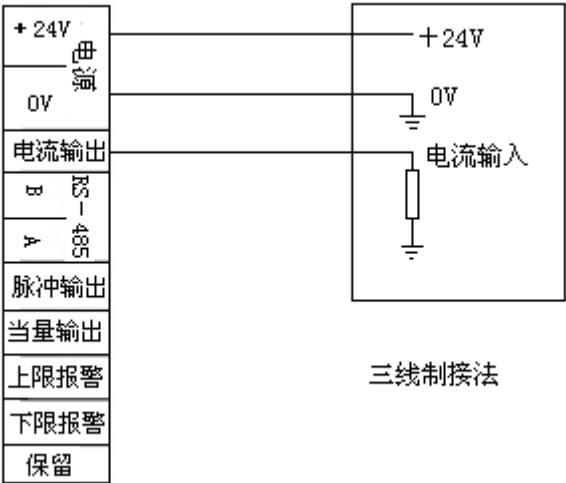 +24V
电源
0V
电流输出
B
A
RS-485
脉冲输出
当量输出
上限报警
下限报警
保留
+24V
0V
电流输入
三线制接法